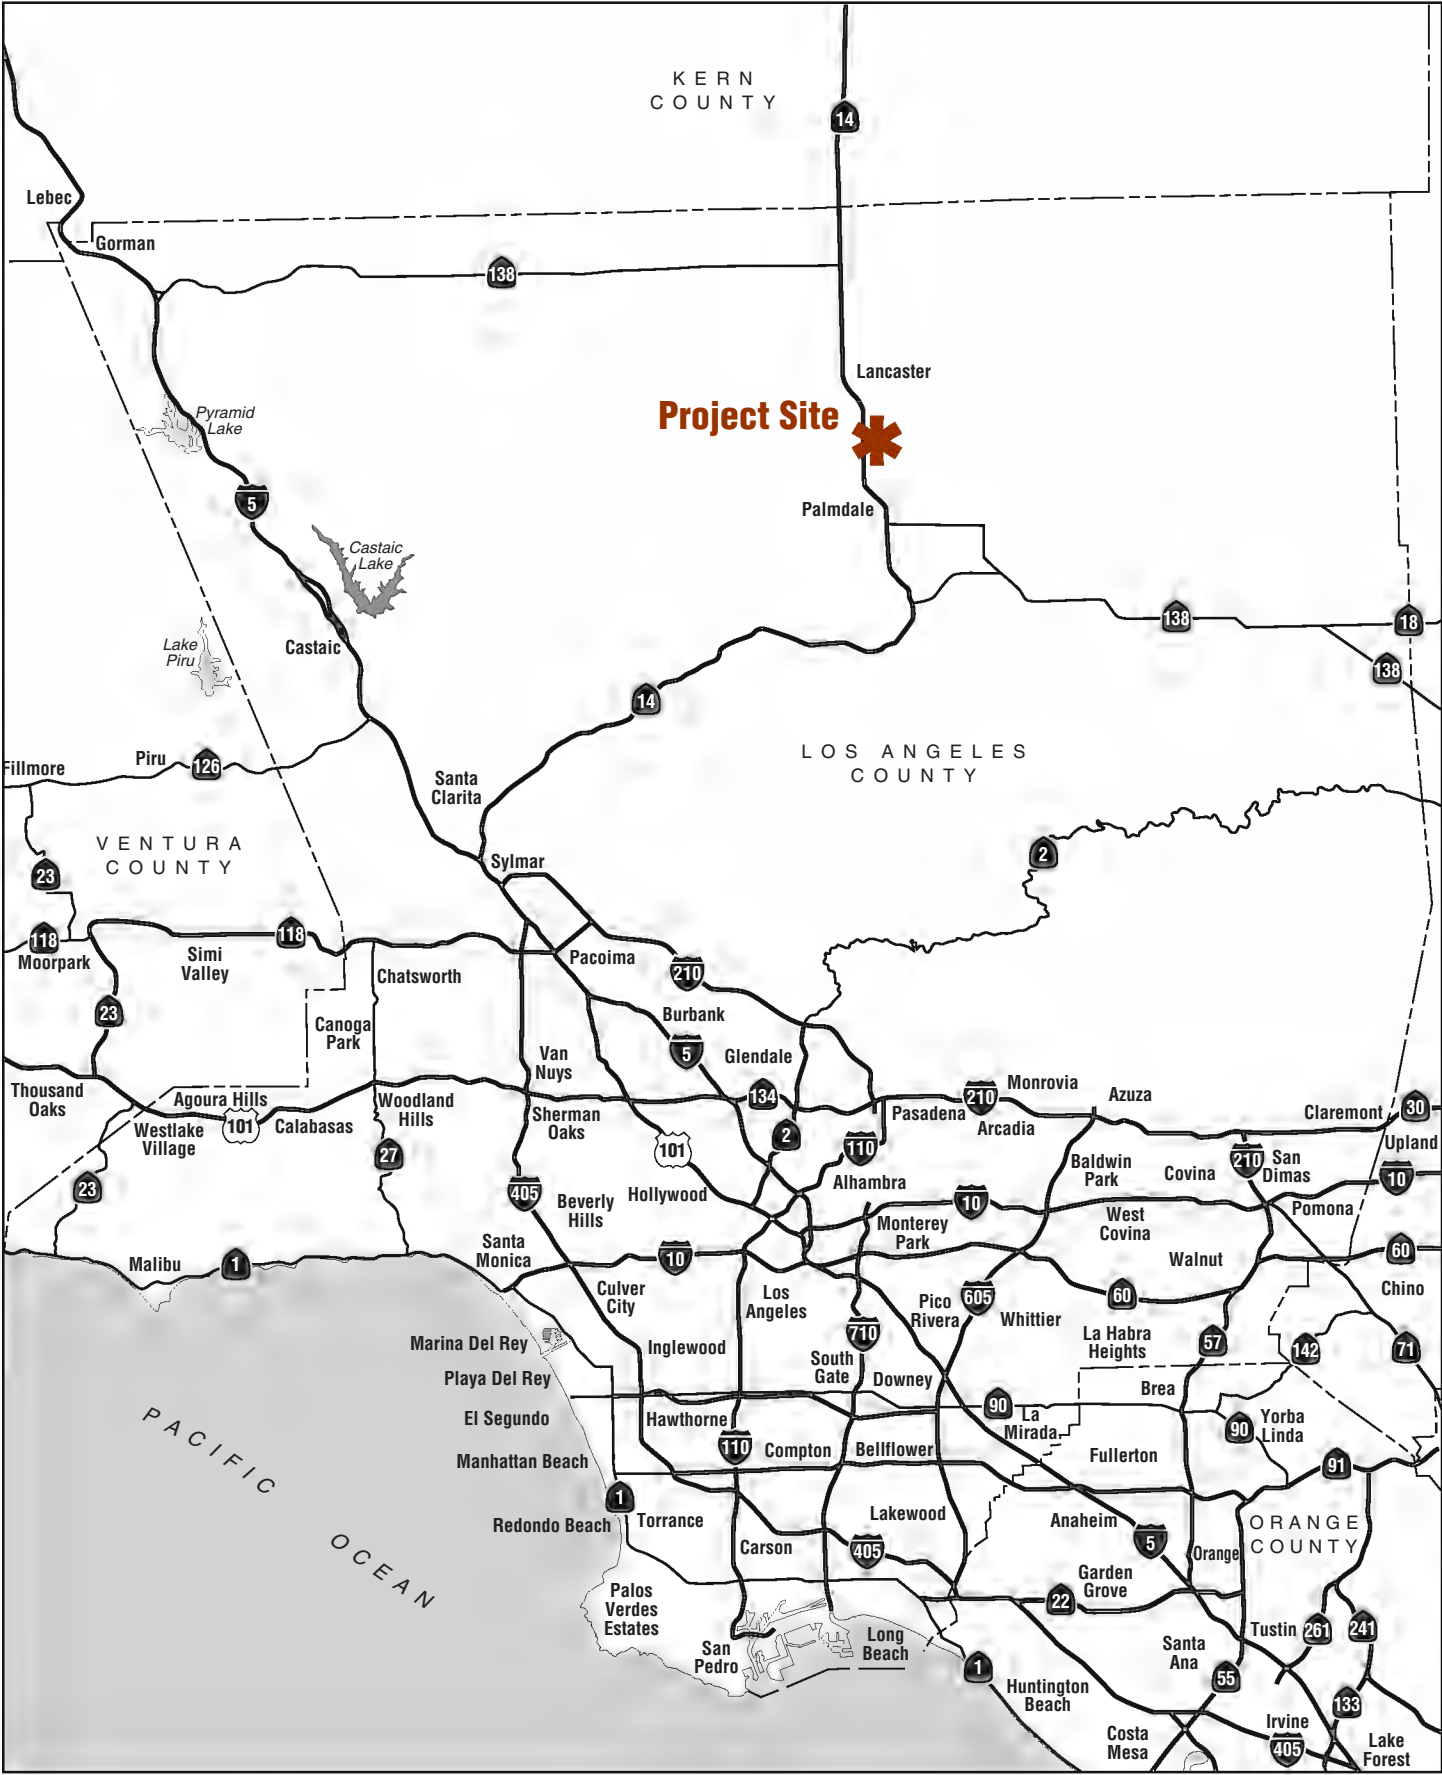 KERN
COUNTY
14
Lebec
Gorman
138
Lancaster
Project Site
Pyramid
Lake
5
Palmdale
Castaic
Lake
138
18
Lake
Piru
Castaic
138
14
LOS ANGELES
COUNTY
Fillmore
Piru
126
Santa
Clarita
VENTURA
COUNTY
2
23
Sylmar
118
118
Moorpark
Simi
Valley
Chatsworth
Pacoima
210
23
Canoga
Park
Burbank
5
Glendale
Van
Nuys
Thousand
Oaks
Agoura Hills
101
Westlake
Village
Calabasas
Woodland
Hills
Sherman
Oaks
134
210
Monrovia
Azuza
Pasadena
Arcadia
Claremont
30
Upland
27
101
2
110
23
405
Beverly
Hills
Hollywood
Alhambra
10
Baldwin
Park
Covina
210
San
Dimas
10
Pomona
Monterey
Park
West
Covina
Santa
Monica
Malibu
1
10
Walnut
60
Chino
Culver
City
Los
Angeles
Pico
Rivera
605
Whittier
60
Marina Del Rey
Inglewood
710
La Habra
Heights
57
142
71
Playa Del Rey
South
Gate
Downey
Brea
El Segundo
Hawthorne
90
La
Mirada
90
Yorba
Linda
PACIFIC
OCEAN
Manhattan Beach
110
Compton
Bellflower
Fullerton
91
1
Redondo Beach
Torrance
Lakewood
Anaheim
5
ORANGE
COUNTY
Carson
405
Orange
Garden
Grove
22
Palos
Verdes
Estates
San
Pedro
Long
Beach
1
Tustin
261
241
Santa
Ana
55
Huntington
Beach
133
Costa
Mesa
Irvine
405
Lake
Forest